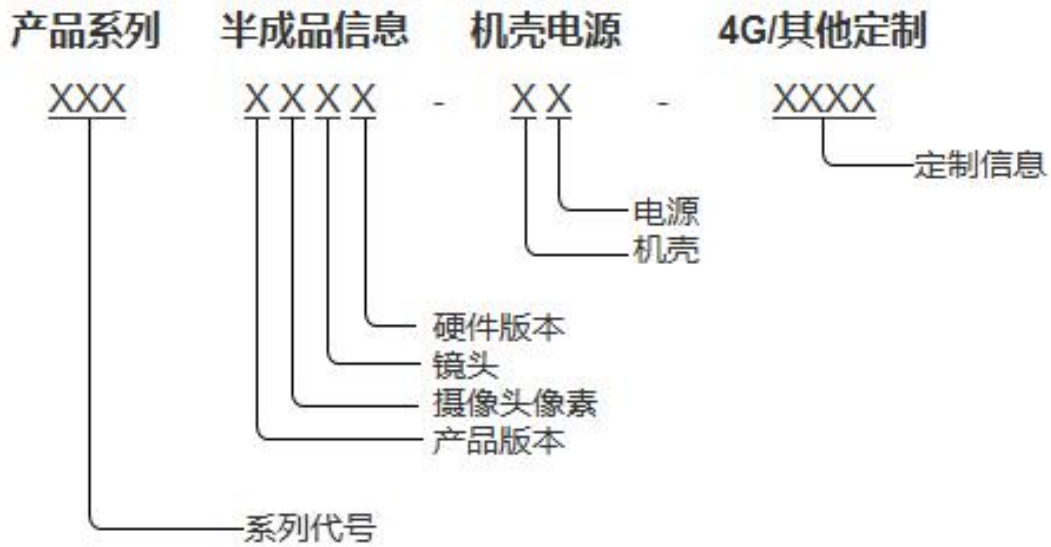 产品系列 半成品信息 机壳电源 4G/其他定制
XXX X X X X - X X - XXXX
定制信息
电源
机壳
硬件版本
镜头
摄像头像素
产品版本
系列代号